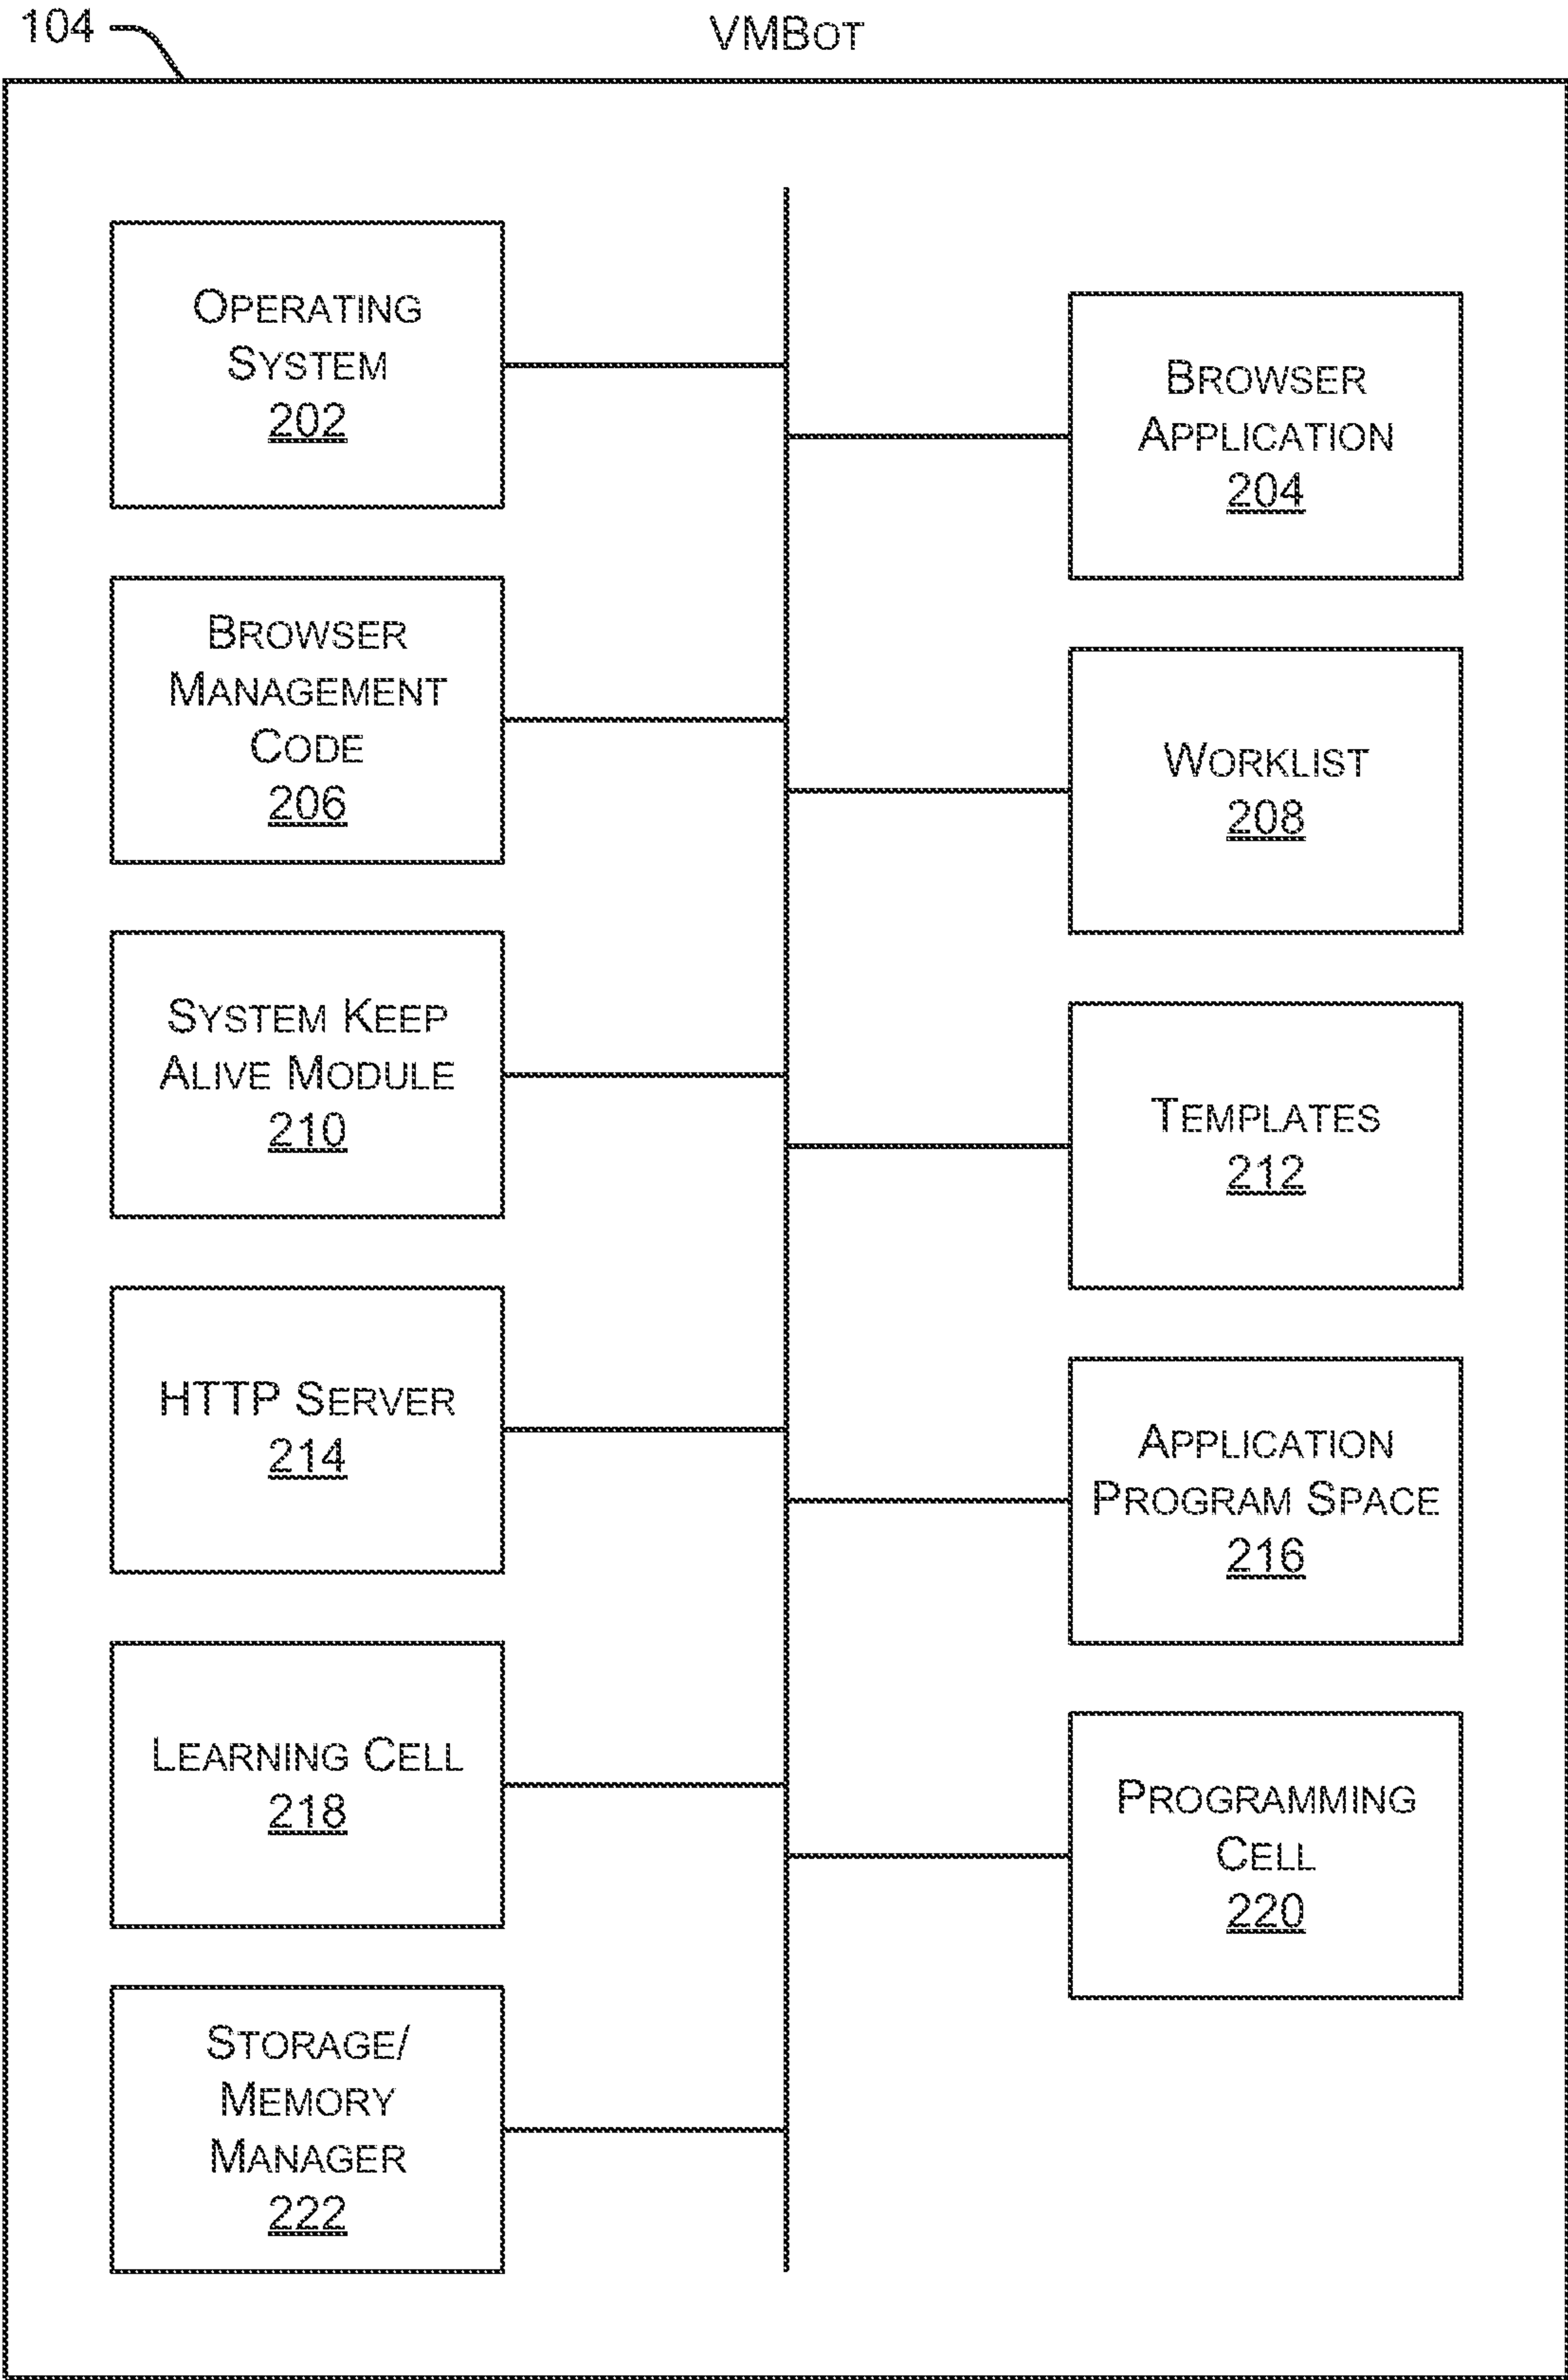 104
VMBOT
OPERATING
SYSTEM
202
BROWSER
APPLICATION
204
BROWSER
MANAGEMENT
CODE
206
WORKLIST
208
SYSTEM KEEP
ALIVE MODULE
210
TEMPLATES
212
HTTP SERVER
214
APPLICATION
PROGRAM SPACE
216
LEARNING CELL
218
PROGRAMMING
CELL
220
STORAGE/
MEMORY
MANAGER
222